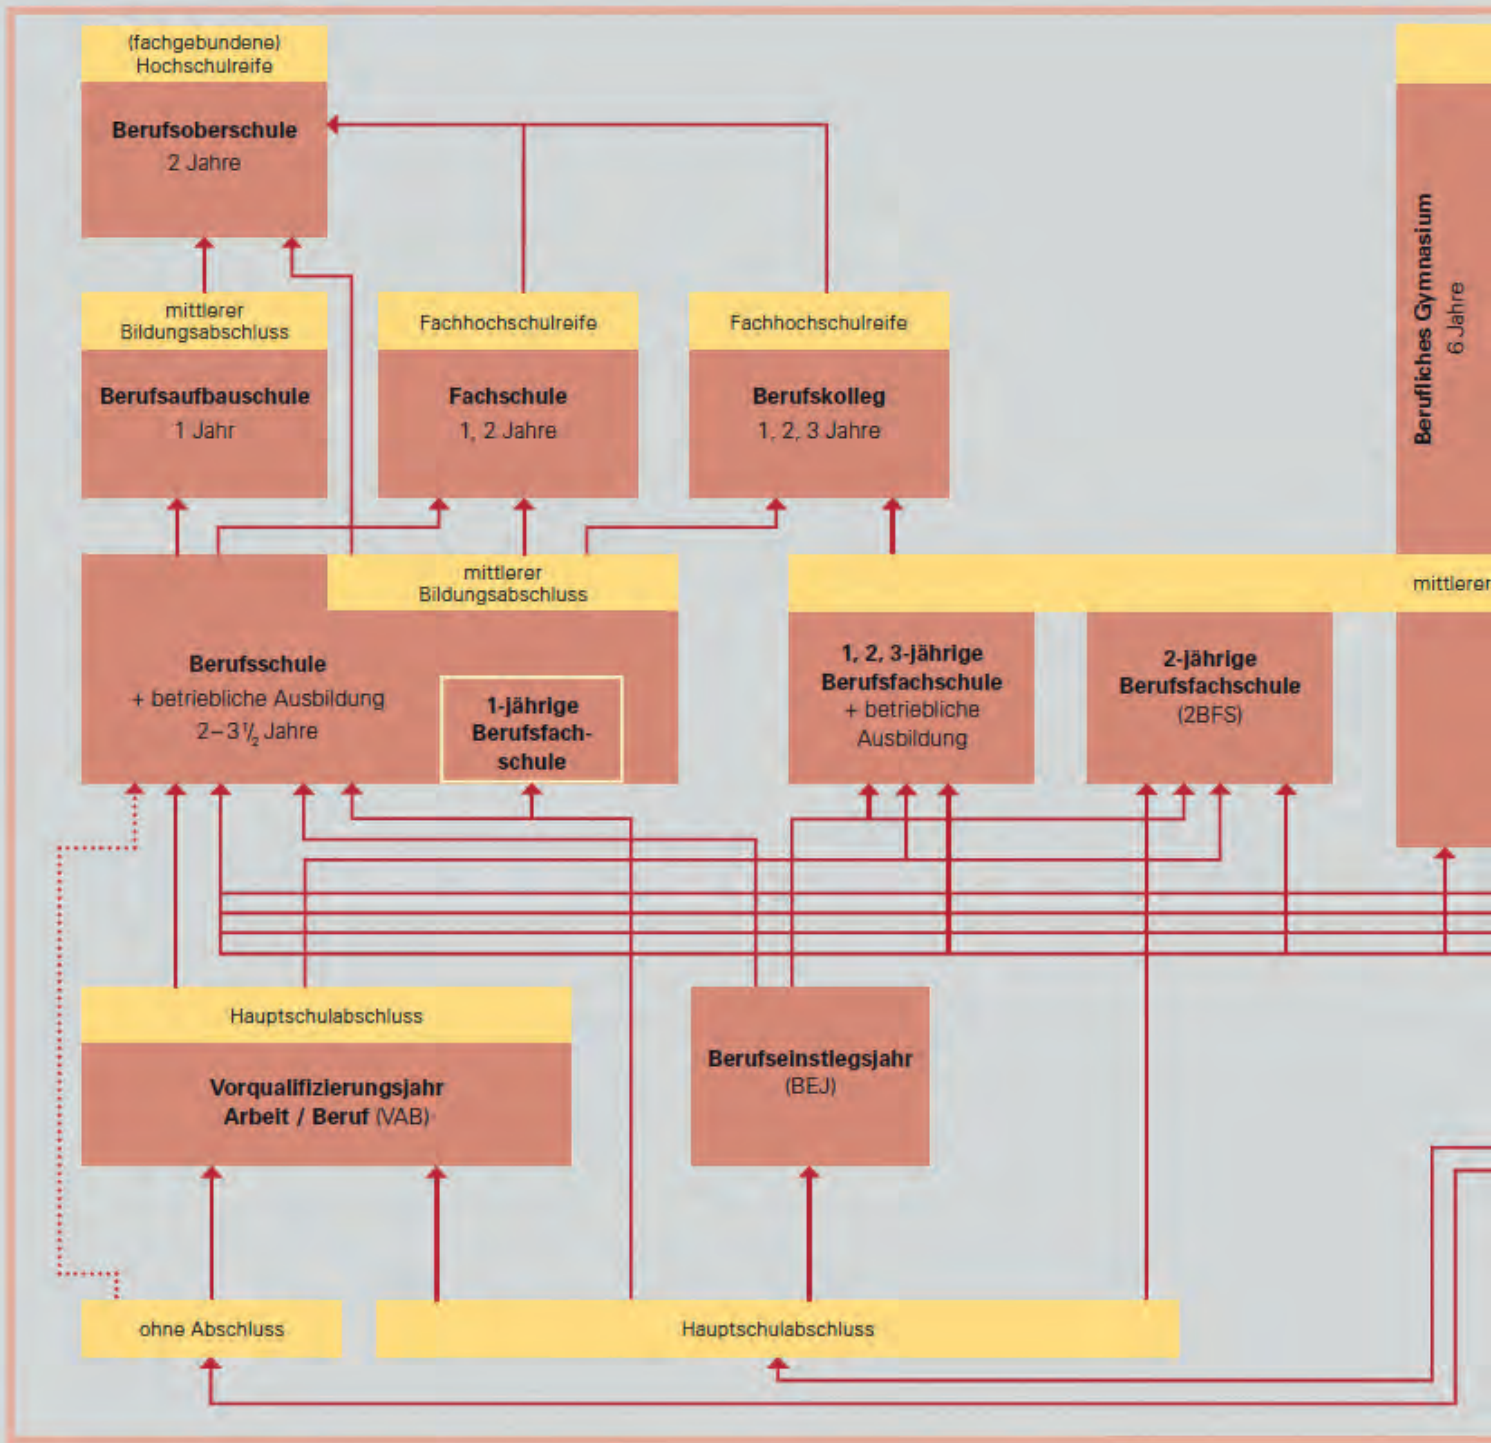 (fachgebundene)
Hochschulreife
Berufsoberschule
2 Jahre
mittlerer
Bildungsabschluss
Berufsaufbauschule
1 Jahr
Fachhochschulreife
Fachschule
1, 2 Jahre
Fachhochschulreife
Berufskolleg
1, 2, 3 Jahre
Berufliches Gymnasium
6 Jahre
mittlerer
Bildungsabschluss
Berufsschule
+ betriebliche Ausbildung
2–3 ½ Jahre
1-jährige
Berufsfach-
schule
mittlerer
1, 2, 3-jährige
Berufsfachschule
+ betriebliche
Ausbildung
2-jährige
Berufsfachschule
(2BFS)
Hauptschulabschluss
Vorqualifizierungsjahr
Arbeit / Beruf (VAB)
Berufseinstiegsjahr
(BEJ)
ohne Abschluss
Hauptschulabschluss